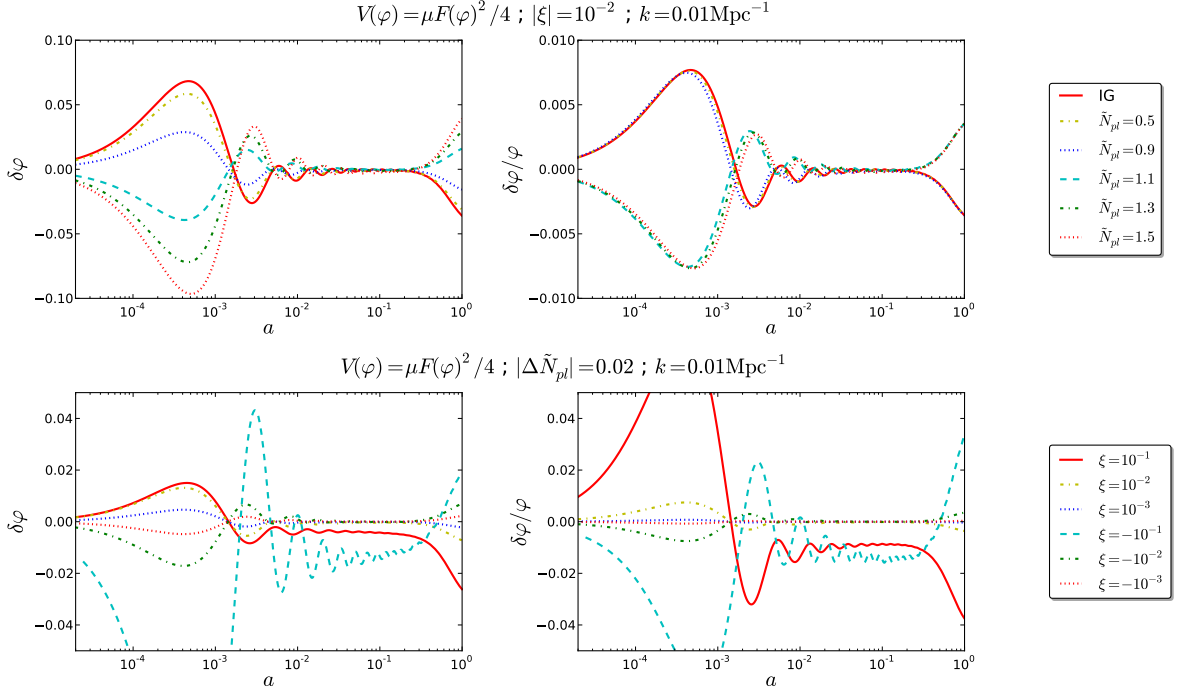 V(φ)=μF(φ)²/4 ; |ξ|=10⁻² ; k=0.01Mpc⁻¹
0.10
0.05
0.00
−0.05
−0.10
δφ
10⁻⁴ 10⁻³ 10⁻² 10⁻¹ 10⁰
a
0.010
0.005
0.000
−0.005
−0.010
δφ/φ
10⁻⁴ 10⁻³ 10⁻² 10⁻¹ 10⁰
a
IG
Ñ_pl=0.5
Ñ_pl=0.9
Ñ_pl=1.1
Ñ_pl=1.3
Ñ_pl=1.5
V(φ)=μF(φ)²/4 ; |ΔÑ_pl|=0.02 ; k=0.01Mpc⁻¹
0.04
0.02
0.00
−0.02
−0.04
δφ
10⁻⁴ 10⁻³ 10⁻² 10⁻¹ 10⁰
a
0.04
0.02
0.00
−0.02
−0.04
δφ/φ
10⁻⁴ 10⁻³ 10⁻² 10⁻¹ 10⁰
a
ξ=10⁻¹
ξ=10⁻²
ξ=10⁻³
ξ=−10⁻¹
ξ=−10⁻²
ξ=−10⁻³